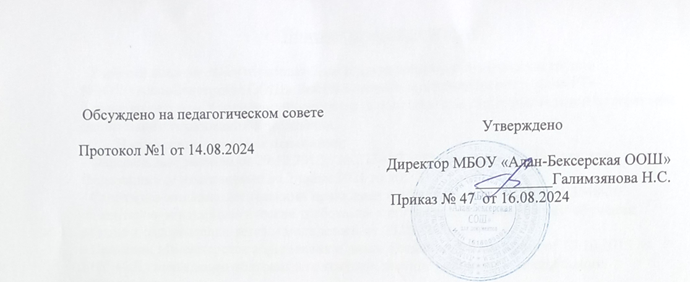 Обсуждено на педагогическом совете
Протокол №1 от 14.08.2024
Утверждено
Директор МБОУ «Алан-Бексерская ООШ»
Галимзянова Н.С.
Приказ № 47 от 16.08.2024